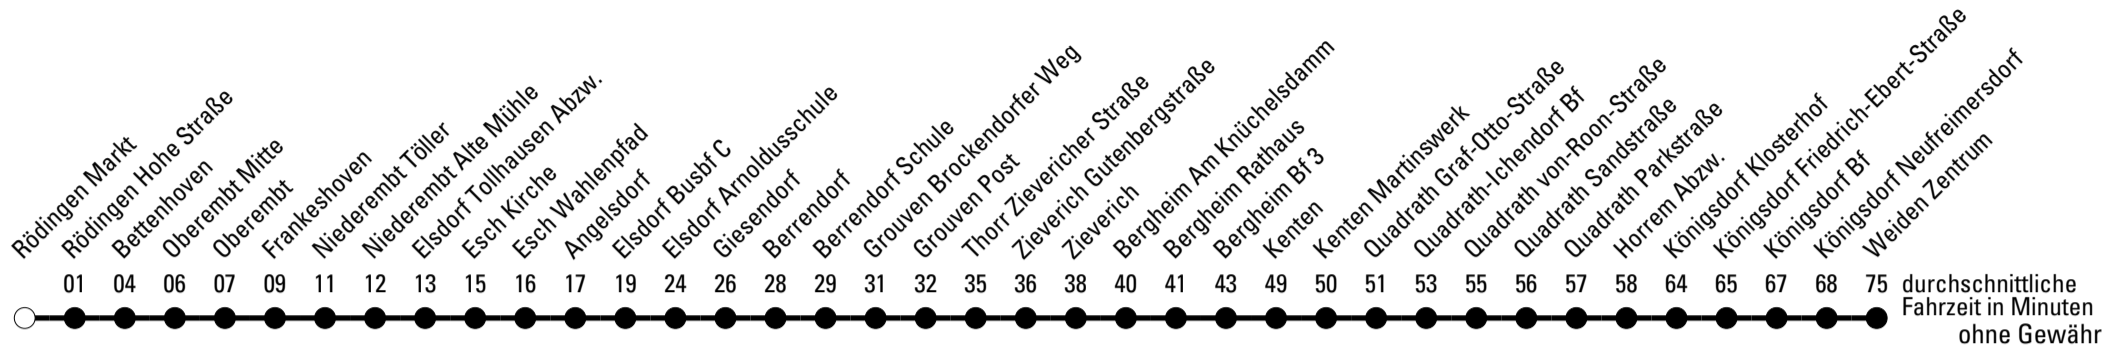 Rödingen Markt
Rödingen Hohe Straße
Bettenhoven
Oberembt Mitte
Oberembt
Frankeshoven
Niederembt Töller
Niederembt Alte Mühle
Elsdorf Tollhausen Abzw.
Esch Kirche
Esch Wahlenpfad
Angelsdorf
Elsdorf Busbf C
Elsdorf Arnoldusschule
Giesendorf
Berrendorf
Berrendorf Schule
Grouven Brockendorfer Weg
Grouven Post
Thorr Zievericher Straße
Zieverich Gutenbergstraße
Zieverich
Bergheim Am Knüchelsdamm
Bergheim Rathaus
Bergheim Bf 3
Kenten
Kenten Martinswerk
Quadrath Graf-Otto-Straße
Quadrath-Ichendorf Bf
Quadrath von-Roon-Straße
Quadrath Sandstraße
Quadrath Parkstraße
Horrem Abzw.
Königsdorf Klosterhof
Königsdorf Friedrich-Ebert-Straße
Königsdorf Bf
Königsdorf Neufreimersdorf
Weiden Zentrum
01 04 06 07 09 11 12 13 15 16 17 19 24 26 28 29 31 32 35 36 38 40 41 43 49 50 51 53 55 56 57 58 64 65 67 68 75 durchschnittliche
Fahrzeit in Minuten
ohne Gewähr